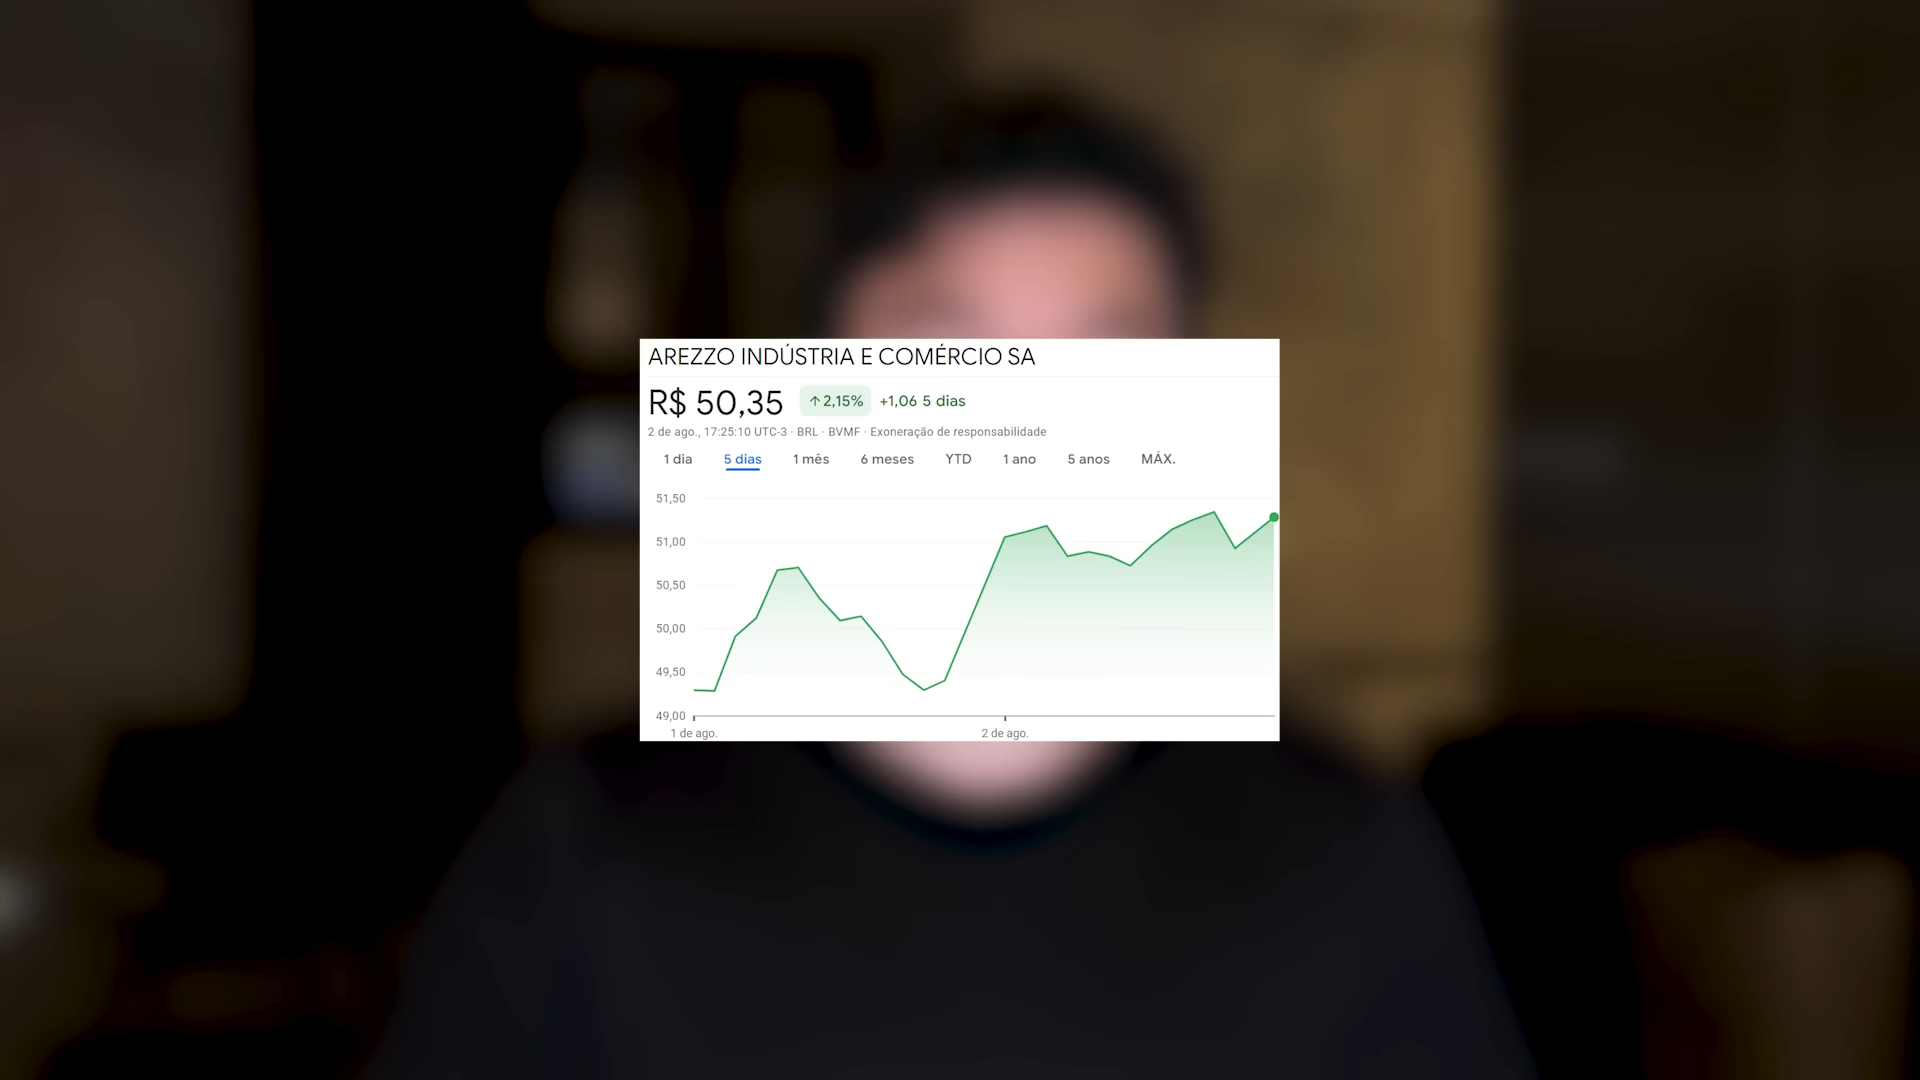 AREZZO INDÚSTRIA E COMÉRCIO SA
R$ 50,35 ↑2,15% +1,06 5 dias
2 de ago., 17:25:10 UTC-3 · BRL · BVMF · Exoneração de responsabilidade
1 dia 5 dias 1 mês 6 meses YTD 1 ano 5 anos MÁX.
51,50
51,00
50,50
50,00
49,50
49,00
1 de ago. 2 de ago.